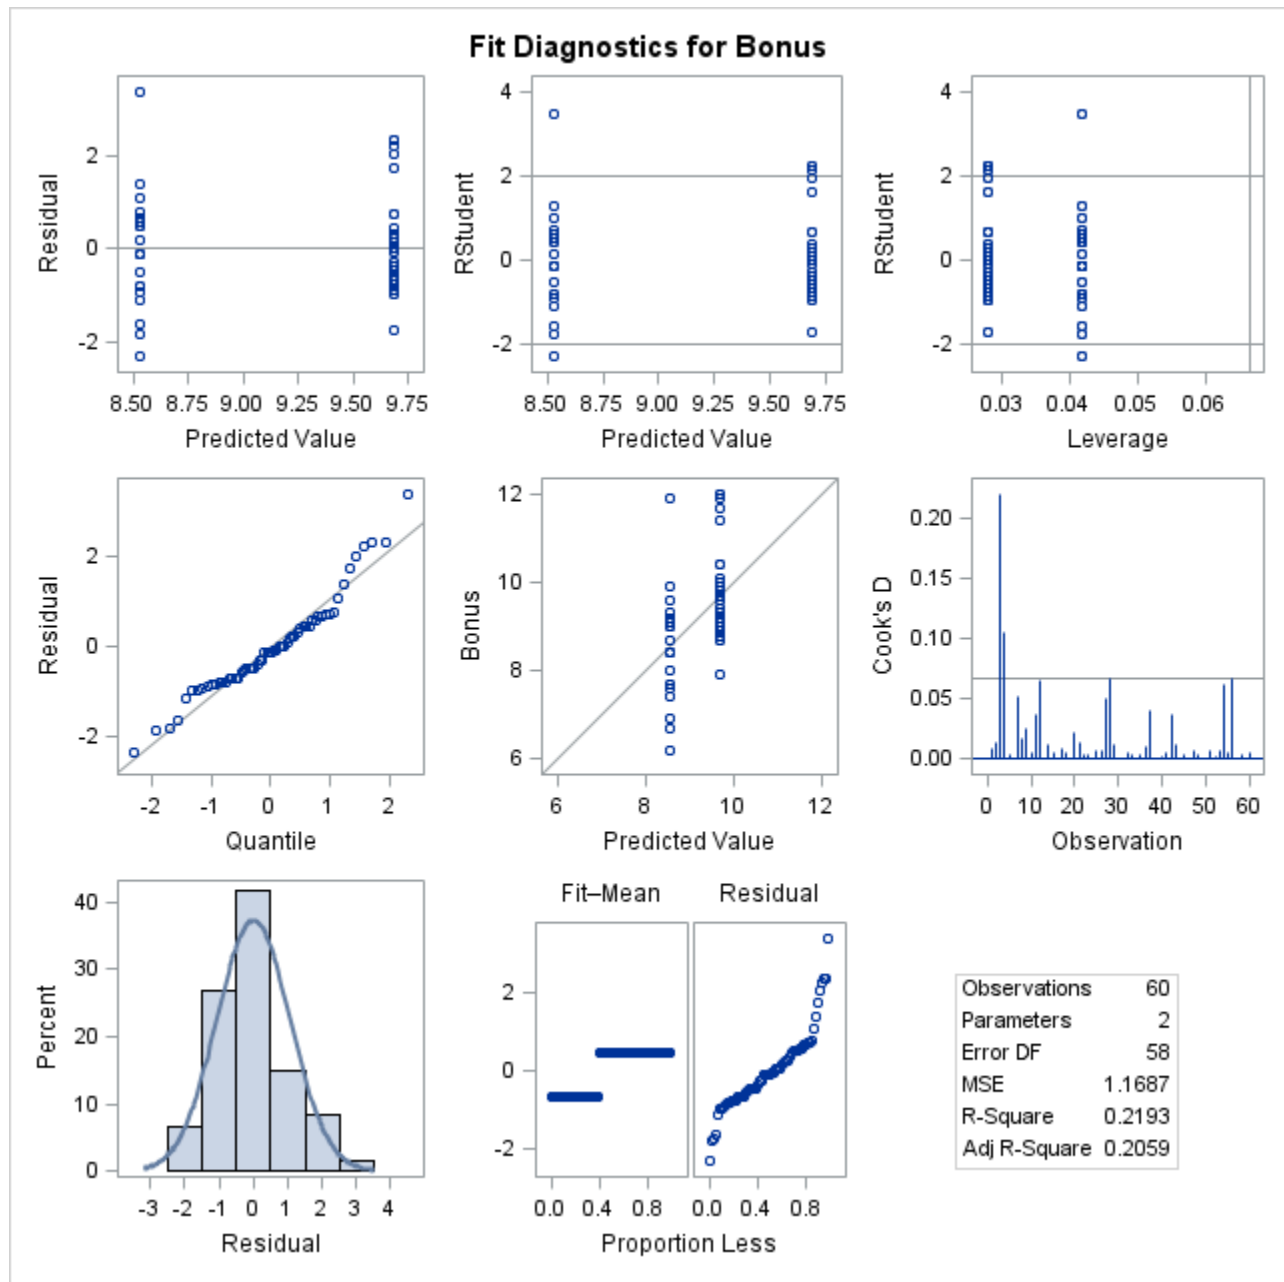 Fit Diagnostics for Bonus
Residual
2
0
-2
8.50 8.75 9.00 9.25 9.50 9.75
Predicted Value
RStudent
4
2
0
-2
8.50 8.75 9.00 9.25 9.50 9.75
Predicted Value
RStudent
4
2
0
-2
0.03 0.04 0.05 0.06
Leverage
Residual
2
0
-2
-2 -1 0 1 2
Quantile
Bonus
12
10
8
6
6 8 10 12
Predicted Value
Cook's D
0.20
0.15
0.10
0.05
0.00
0 10 20 30 40 50 60
Observation
Percent
40
30
20
10
0
-3 -2 -1 0 1 2 3 4
Residual
Fit–Mean Residual
2
0
-2
0.0 0.4 0.8 0.0 0.4 0.8
Proportion Less
Observations 60
Parameters 2
Error DF 58
MSE 1.1687
R-Square 0.2193
Adj R-Square 0.2059